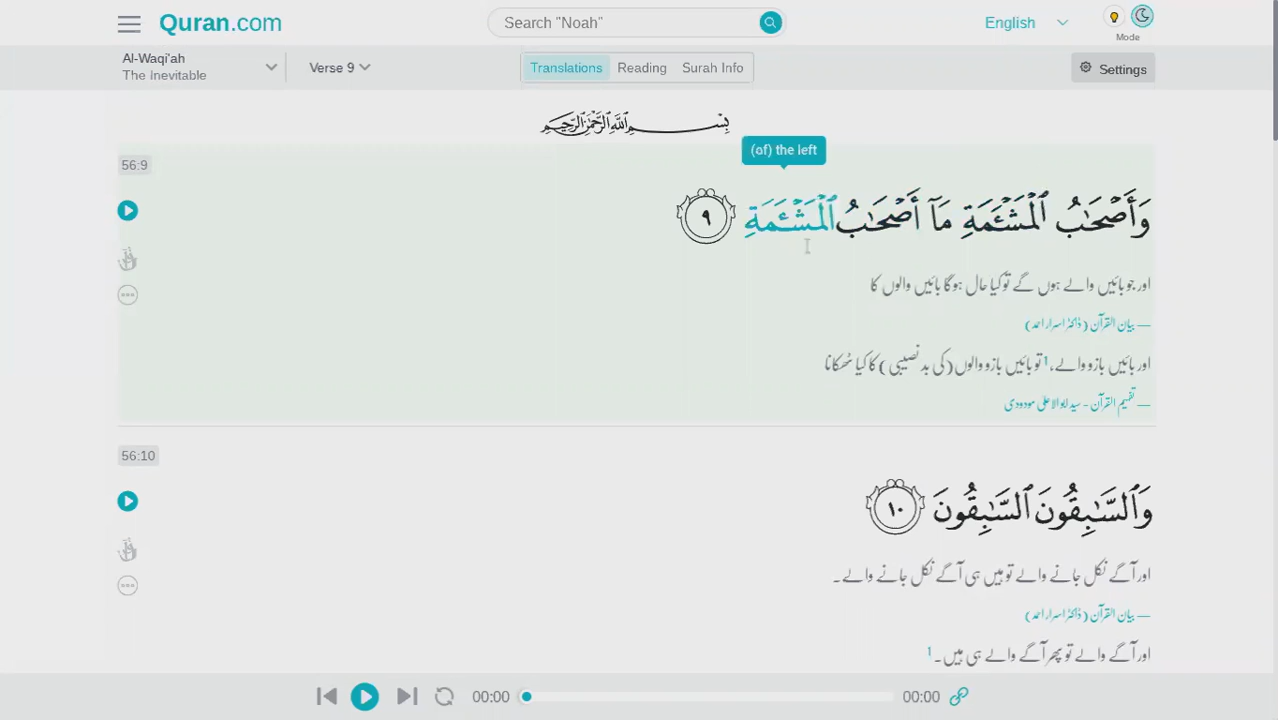 Quran.com
Search "Noah"
English
Mode
Al-Waqi'ah
The inevitable
Verse 9
Translations
Reading
Surah Info
Settings
بِسْمِ ٱللَّهِ ٱلرَّحْمَٰنِ ٱلرَّحِيمِ
(of) the left
56:9
وَأَصْحَٰبُ ٱلْمَشْـَٔمَةِ مَآ أَصْحَٰبُ ٱلْمَشْـَٔمَةِ ٩
اور جو بائیں والے ہوں گے تو کیا حال ہوگا بائیں والوں کا
— بیان القرآن (ڈاکٹر اسرار احمد)
اور بائیں بازو والے، 1 تو بائیں بازو والوں (کی بد نصیبی) کا کیا ٹھکانا
— تفہیم القرآن - سید ابو الاعلی مودودی
56:10
وَٱلسَّٰبِقُونَ ٱلسَّٰبِقُونَ ١٠
اور آگے نکل جانے والے تو ہیں ہی آگے نکل جانے والے۔
— بیان القرآن (ڈاکٹر اسرار احمد)
اور آگے والے تو پھر آگے والے ہی ہیں۔ 1
00:00
00:00